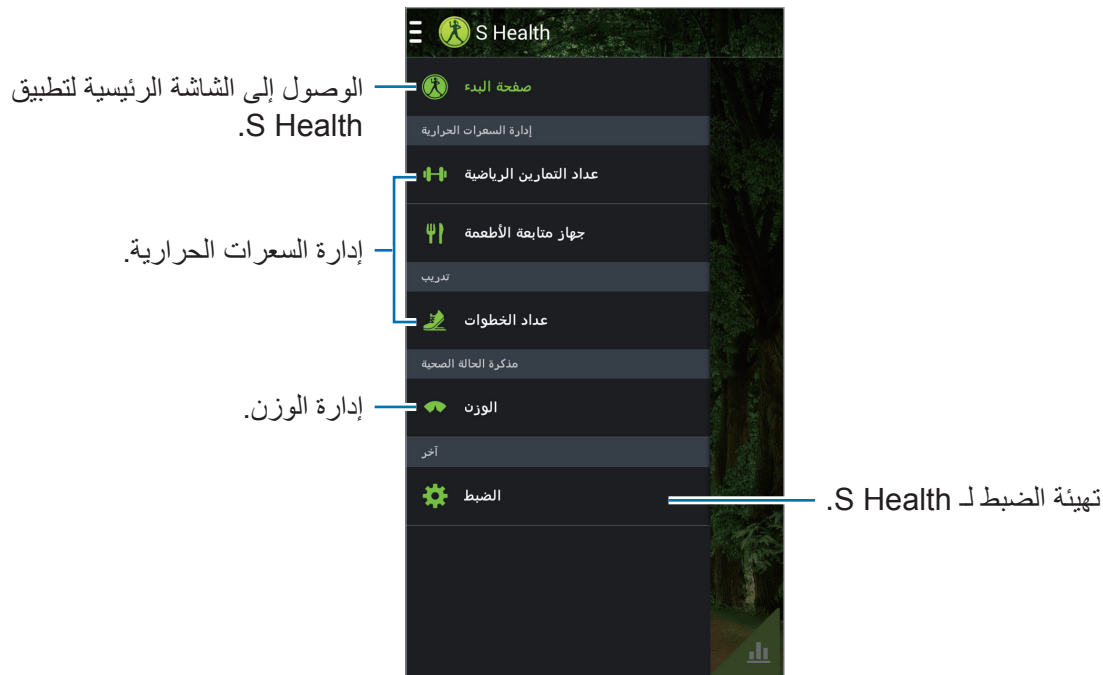 S Health
صفحة البدء
إدارة السعرات الحرارية
عداد التمارين الرياضية
جهاز متابعة الأطعمة
تدريب
عداد الخطوات
مذكرة الحالة الصحية
الوزن
آخر
الضبط
الوصول إلى الشاشة الرئيسية لتطبيق
S Health.
إدارة السعرات الحرارية.
إدارة الوزن.
تهيئة الضبط لـ S Health.